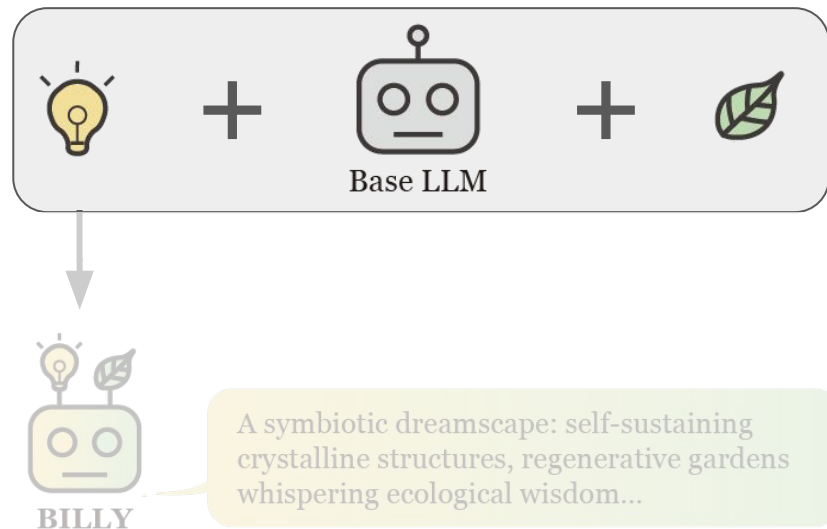 Base LLM
A symbiotic dreamscape: self-sustaining
crystalline structures, regenerative gardens
whispering ecological wisdom...
BILLY